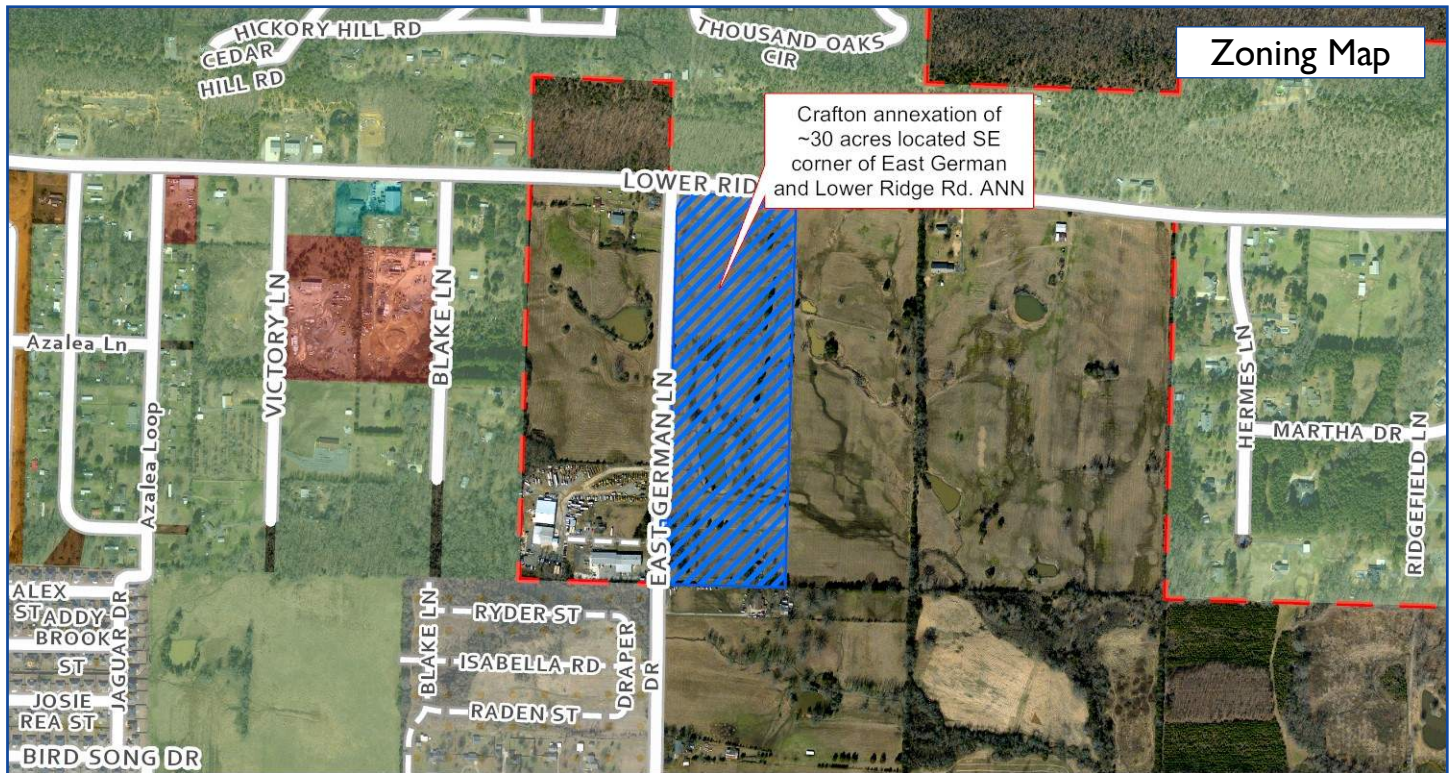 HICKORY HILL RD
CEDAR
HILL RD
THOUSAND OAKS
CIR
Zoning Map
Crafton annexation of
~30 acres located SE
corner of East German
and Lower Ridge Rd. ANN
LOWER RID
Azalea Ln
Azalea Loop
VICTORY LN
BLAKE LN
EAST GERMAN LN
HERMES LN
MARTHA DR
RIDGEFIELD LN
ALEX
ST
ADDY
BROOK
ST
JAGUAR DR
JOSIE
REA ST
BIRD SONG DR
BLAKE LN
RYDER ST
ISABELLA RD
RADEN ST
DRAPER
DR